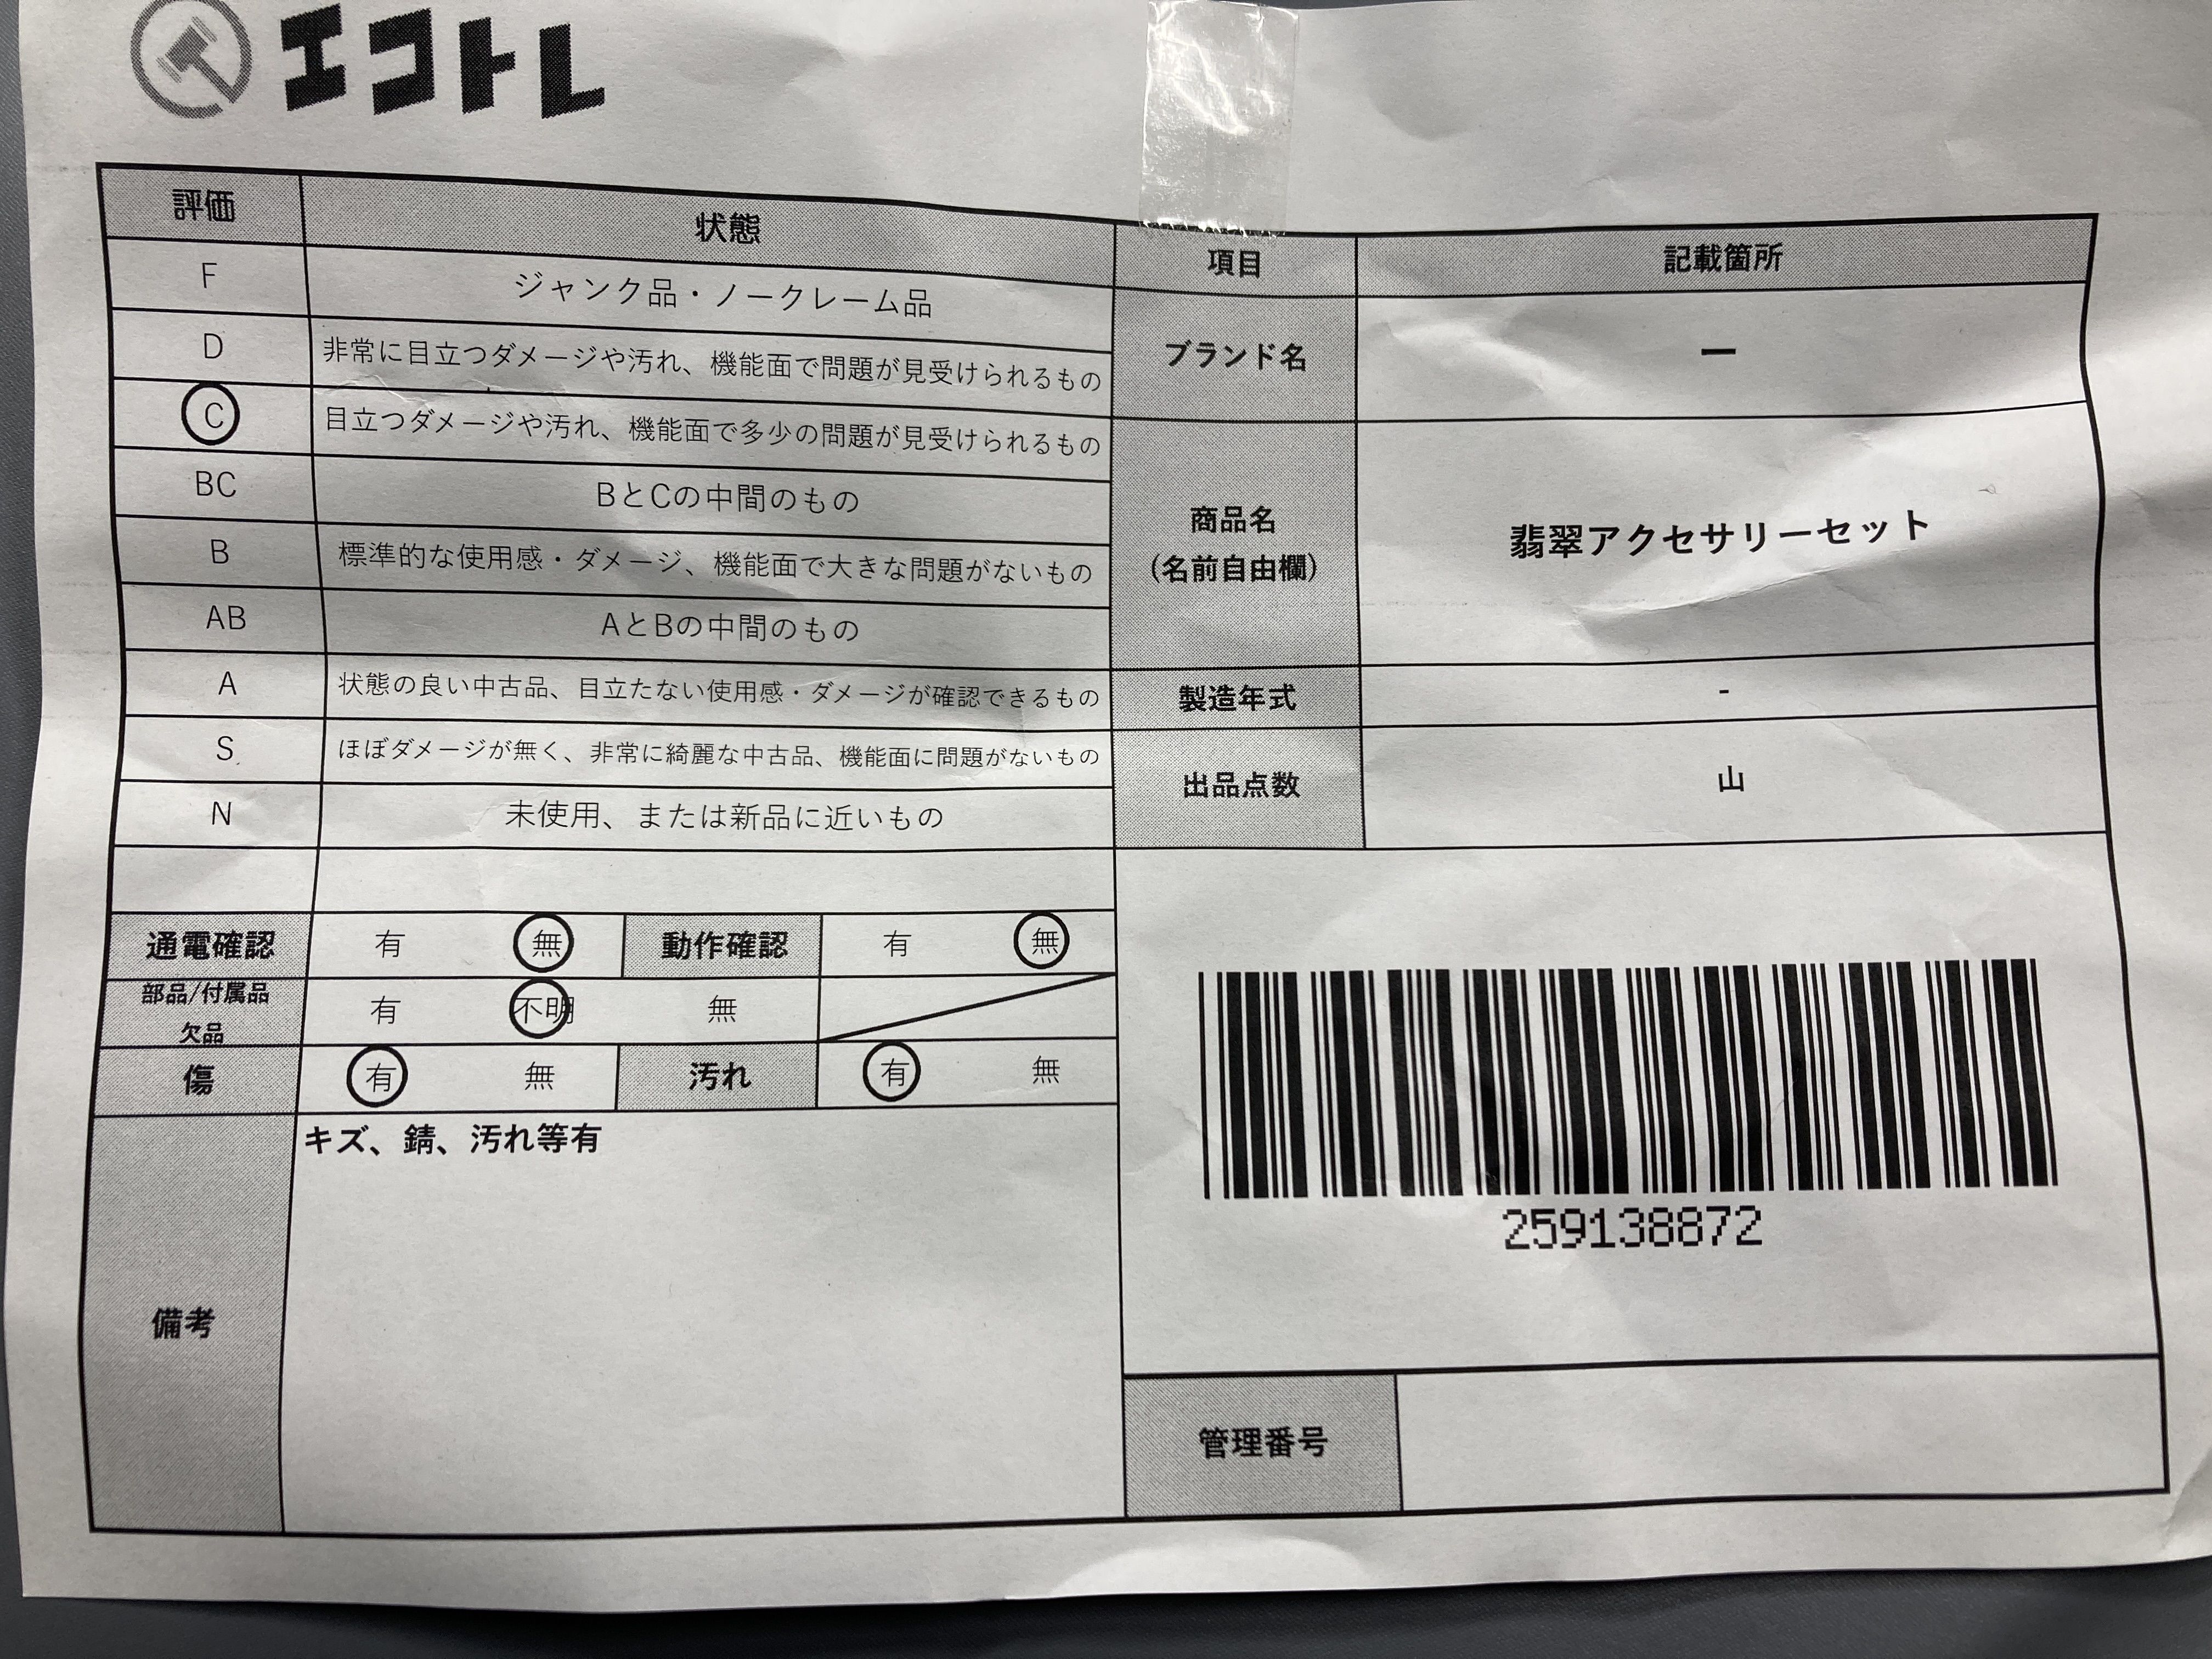 エコトレ
評価 状態
F ジャンク品・ノークレーム品
D 非常に目立つダメージや汚れ、機能面で問題が見受けられるもの
C 目立つダメージや汚れ、機能面で多少の問題が見受けられるもの
BC BとCの中間のもの
B 標準的な使用感・ダメージ、機能面で大きな問題がないもの
AB AとBの中間のもの
A 状態の良い中古品、目立たない使用感・ダメージが確認できるもの
S ほぼダメージが無く、非常に綺麗な中古品、機能面に問題がないもの
N 未使用、または新品に近いもの
通電確認 有 無 動作確認 有 無
部品/付属品
欠品
有 不明 無
傷 有 無 汚れ 有 無
備考
キズ、錆、汚れ等有
項目 記載箇所
ブランド名 ー
商品名
(名前自由欄)
翡翠アクセサリーセット
製造年式 -
出品点数 山
259138872
管理番号